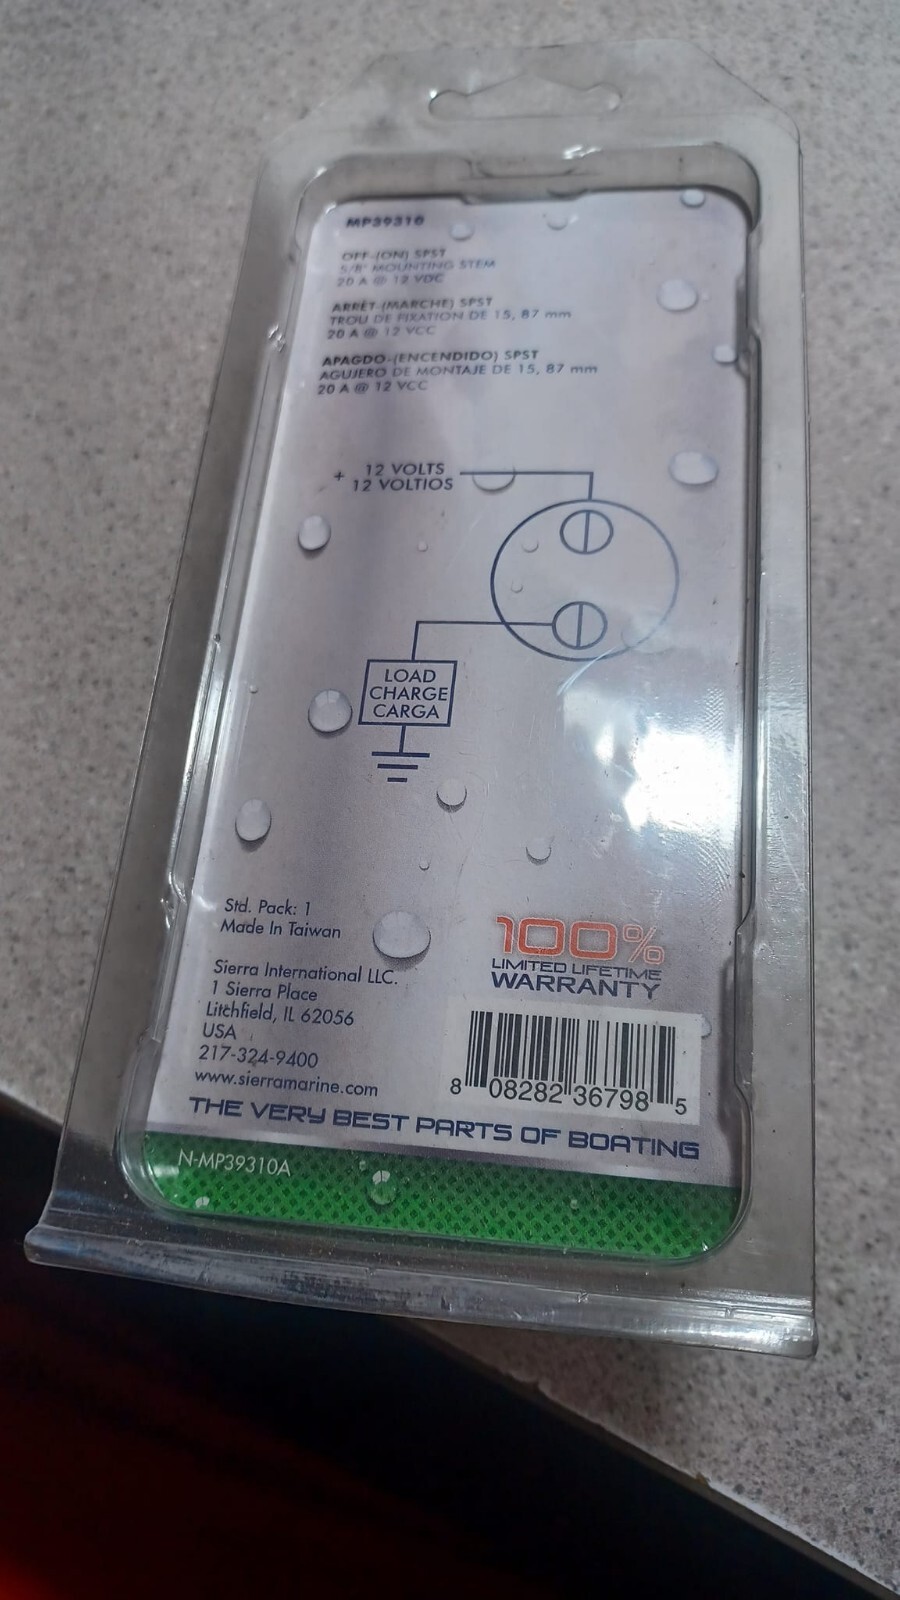 MP39310
OFF-(ON) SPST
5/8" MOUNTING STEM
20 A @ 12 VDC
ARRÊT-(MARCHE) SPST
TROU DE FIXATION DE 15, 87 mm
20 A @ 12 VCC
APAGDO-(ENCENDIDO) SPST
AGUJERO DE MONTAJE DE 15, 87 mm
20 A @ 12 VCC
+ 12 VOLTS
12 VOLTIOS
LOAD
CHARGE
CARGA
Std. Pack: 1
Made In Taiwan
Sierra International LLC.
1 Sierra Place
Litchfield, IL 62056
USA
217-324-9400
www.sierramarine.com
100%
LIMITED LIFETIME
WARRANTY
8 08282 36798 5
THE VERY BEST PARTS OF BOATING
N-MP39310A